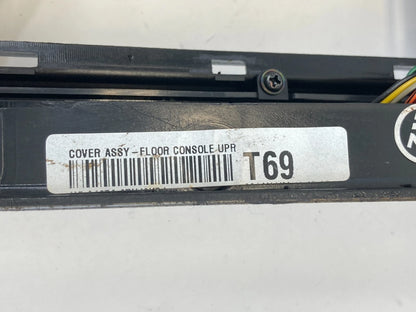 COVER ASSY-FLOOR CONSOLE UPR
T69